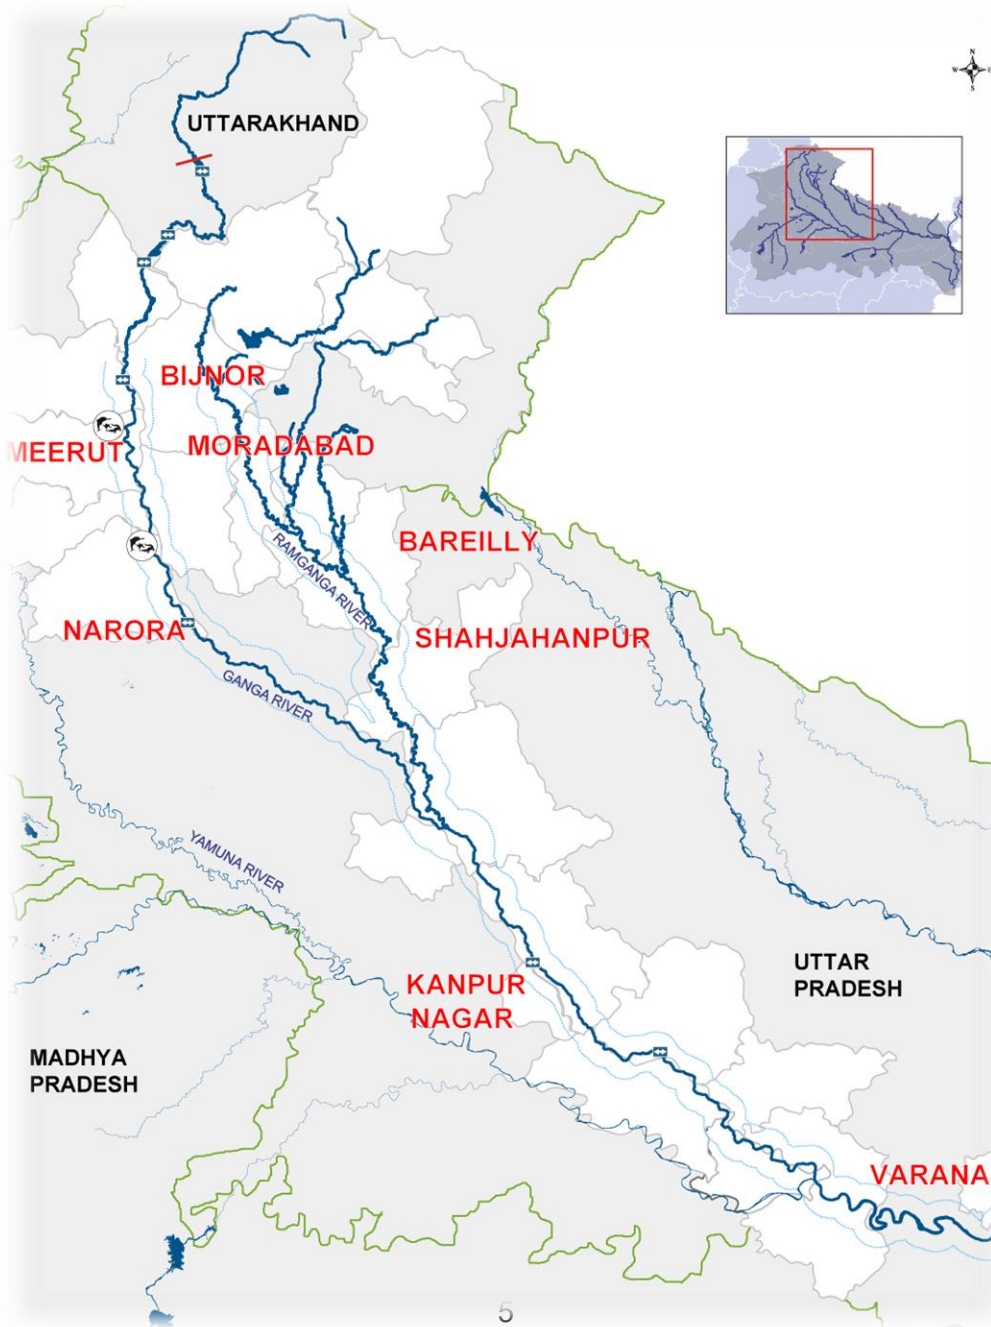 N
W
E
S
UTTARAKHAND
BIJNOR
MORADABAD
MEERUT
BAREILLY
RAMGANGA RIVER
NARORA
SHAHJAHANPUR
GANGA RIVER
YAMUNA RIVER
KANPUR
NAGAR
UTTAR
PRADESH
MADHYA
PRADESH
VARANA
5